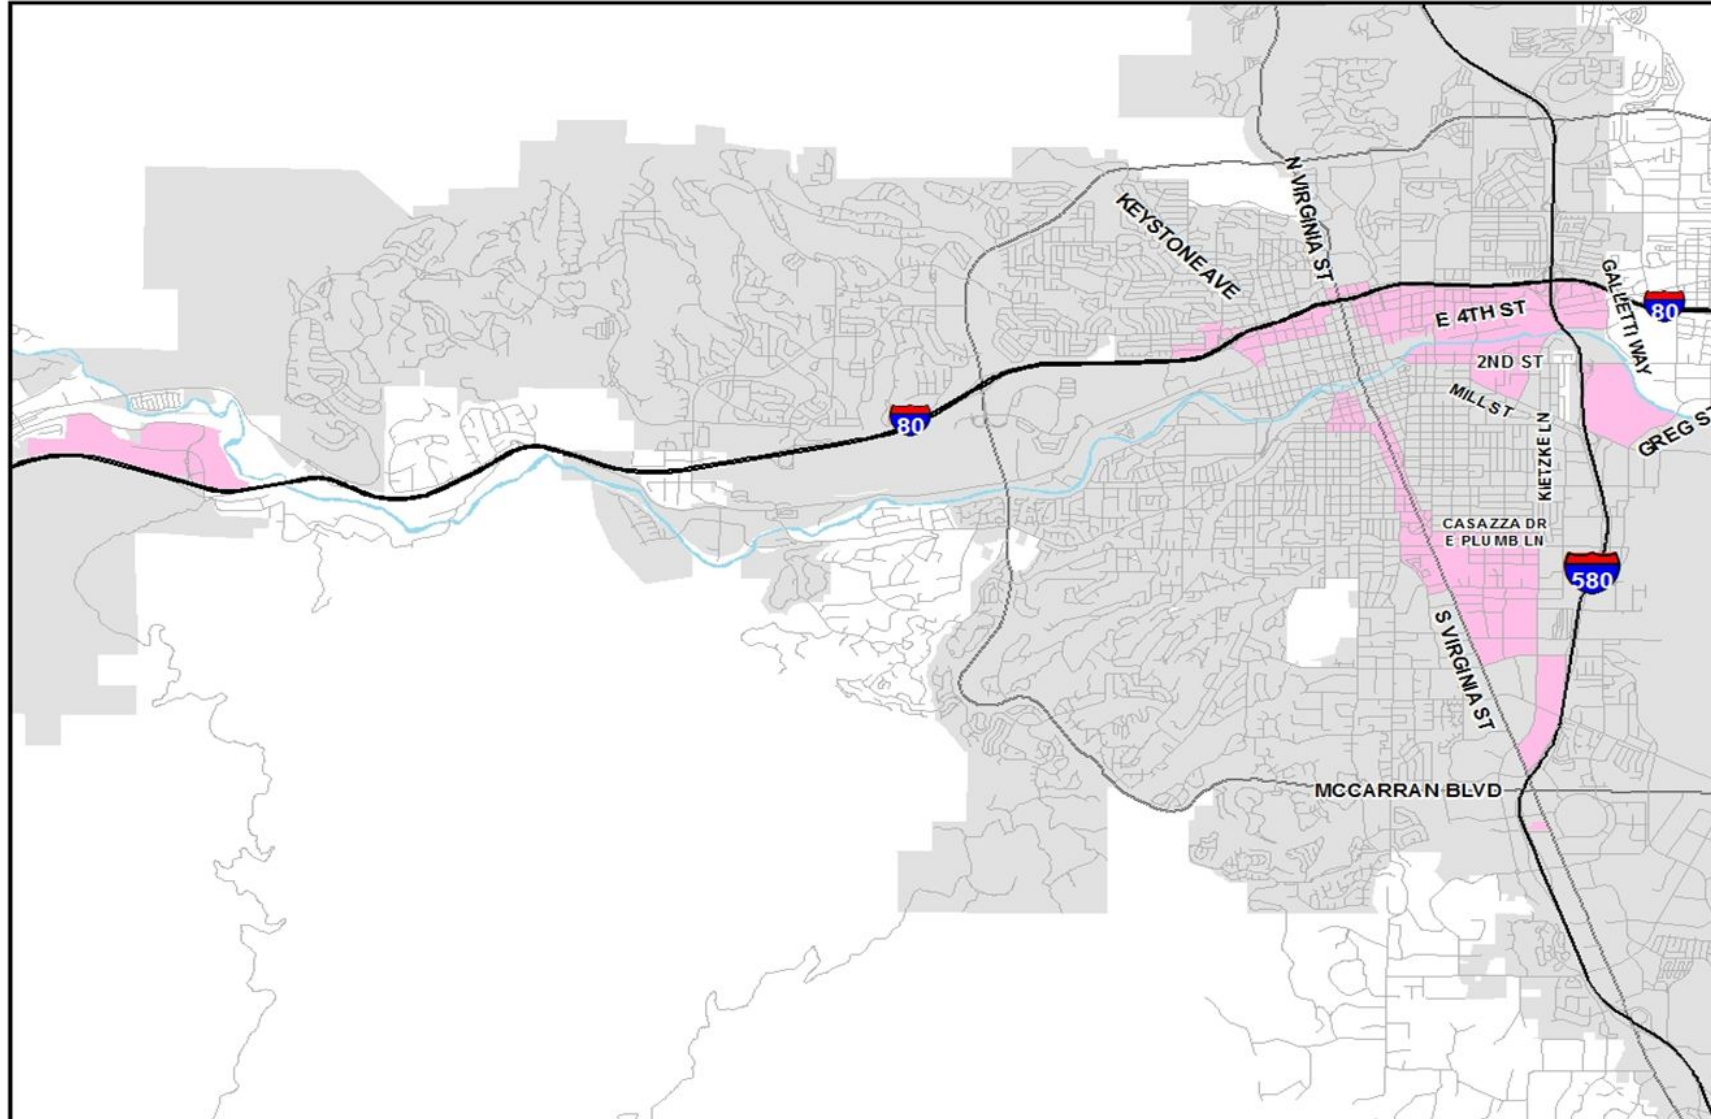 N VIRGINIA ST
KEYSTONE AVE
GALLETTI WAY
80
E 4TH ST
2ND ST
MILL ST
80
GREG ST
KIETZKE LN
CASAZZA DR
E PLUMB LN
580
S VIRGINIA ST
MCCARRAN BLVD